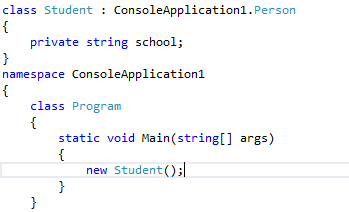 class Student : ConsoleApplication1.Person
{
    private string school;
}
namespace ConsoleApplication1
{
    class Program
    {
        static void Main(string[] args)
        {
            new Student();
        }
    }